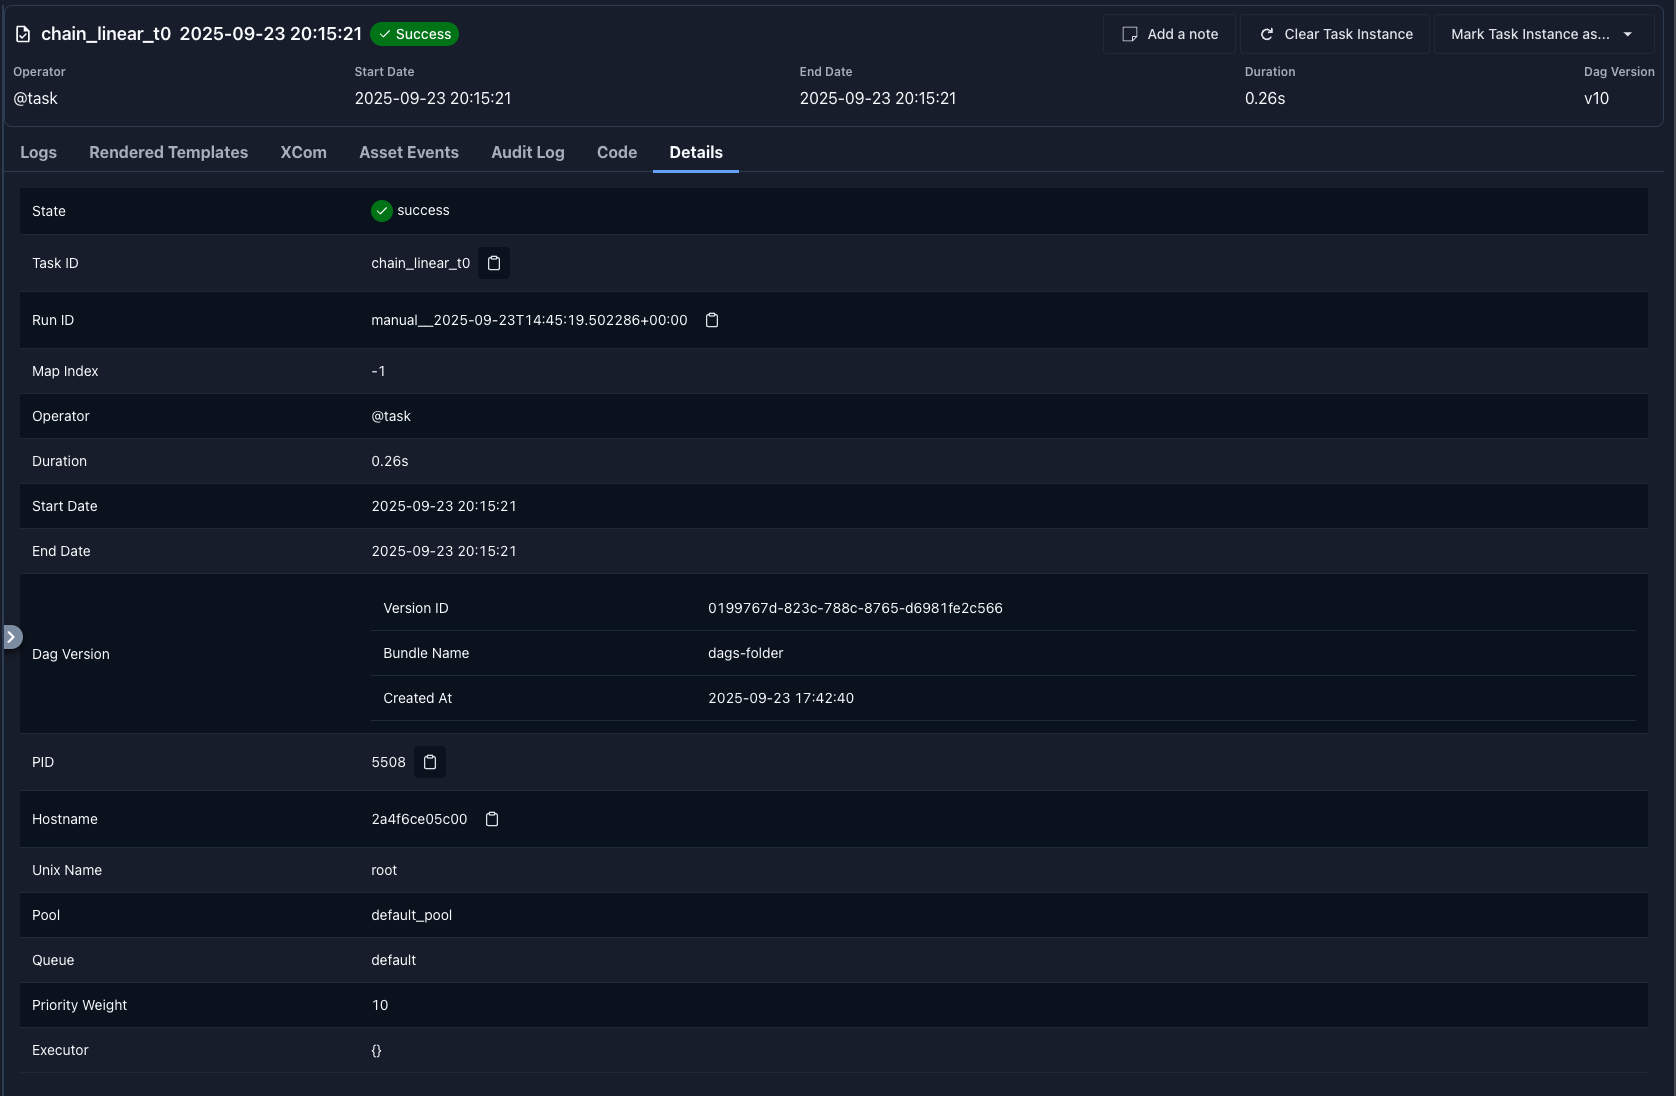 chain_linear_t0 2025-09-23 20:15:21 Success
Add a note
Clear Task Instance
Mark Task Instance as...
Operator Start Date End Date Duration Dag Version
@task 2025-09-23 20:15:21 2025-09-23 20:15:21 0.26s v10
Logs Rendered Templates XCom Asset Events Audit Log Code Details
State success
Task ID chain_linear_t0
Run ID manual__2025-09-23T14:45:19.502286+00:00
Map Index -1
Operator @task
Duration 0.26s
Start Date 2025-09-23 20:15:21
End Date 2025-09-23 20:15:21
Dag Version
Version ID 0199767d-823c-788c-8765-d6981fe2c566
Bundle Name dags-folder
Created At 2025-09-23 17:42:40
PID 5508
Hostname 2a4f6ce05c00
Unix Name root
Pool default_pool
Queue default
Priority Weight 10
Executor {}